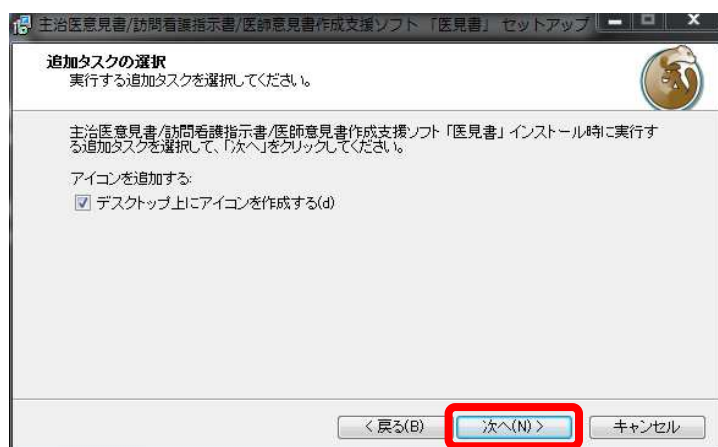 主治医意見書/訪問看護指示書/医師意見書作成支援ソフト 「医見書」 セットアップ
追加タスクの選択
実行する追加タスクを選択してください。
主治医意見書/訪問看護指示書/医師意見書作成支援ソフト「医見書」インストール時に実行す
る追加タスクを選択して、「次へ」をクリックしてください。
アイコンを追加する:
デスクトップ上にアイコンを作成する(d)
< 戻る(B) 次へ(N) > キャンセル